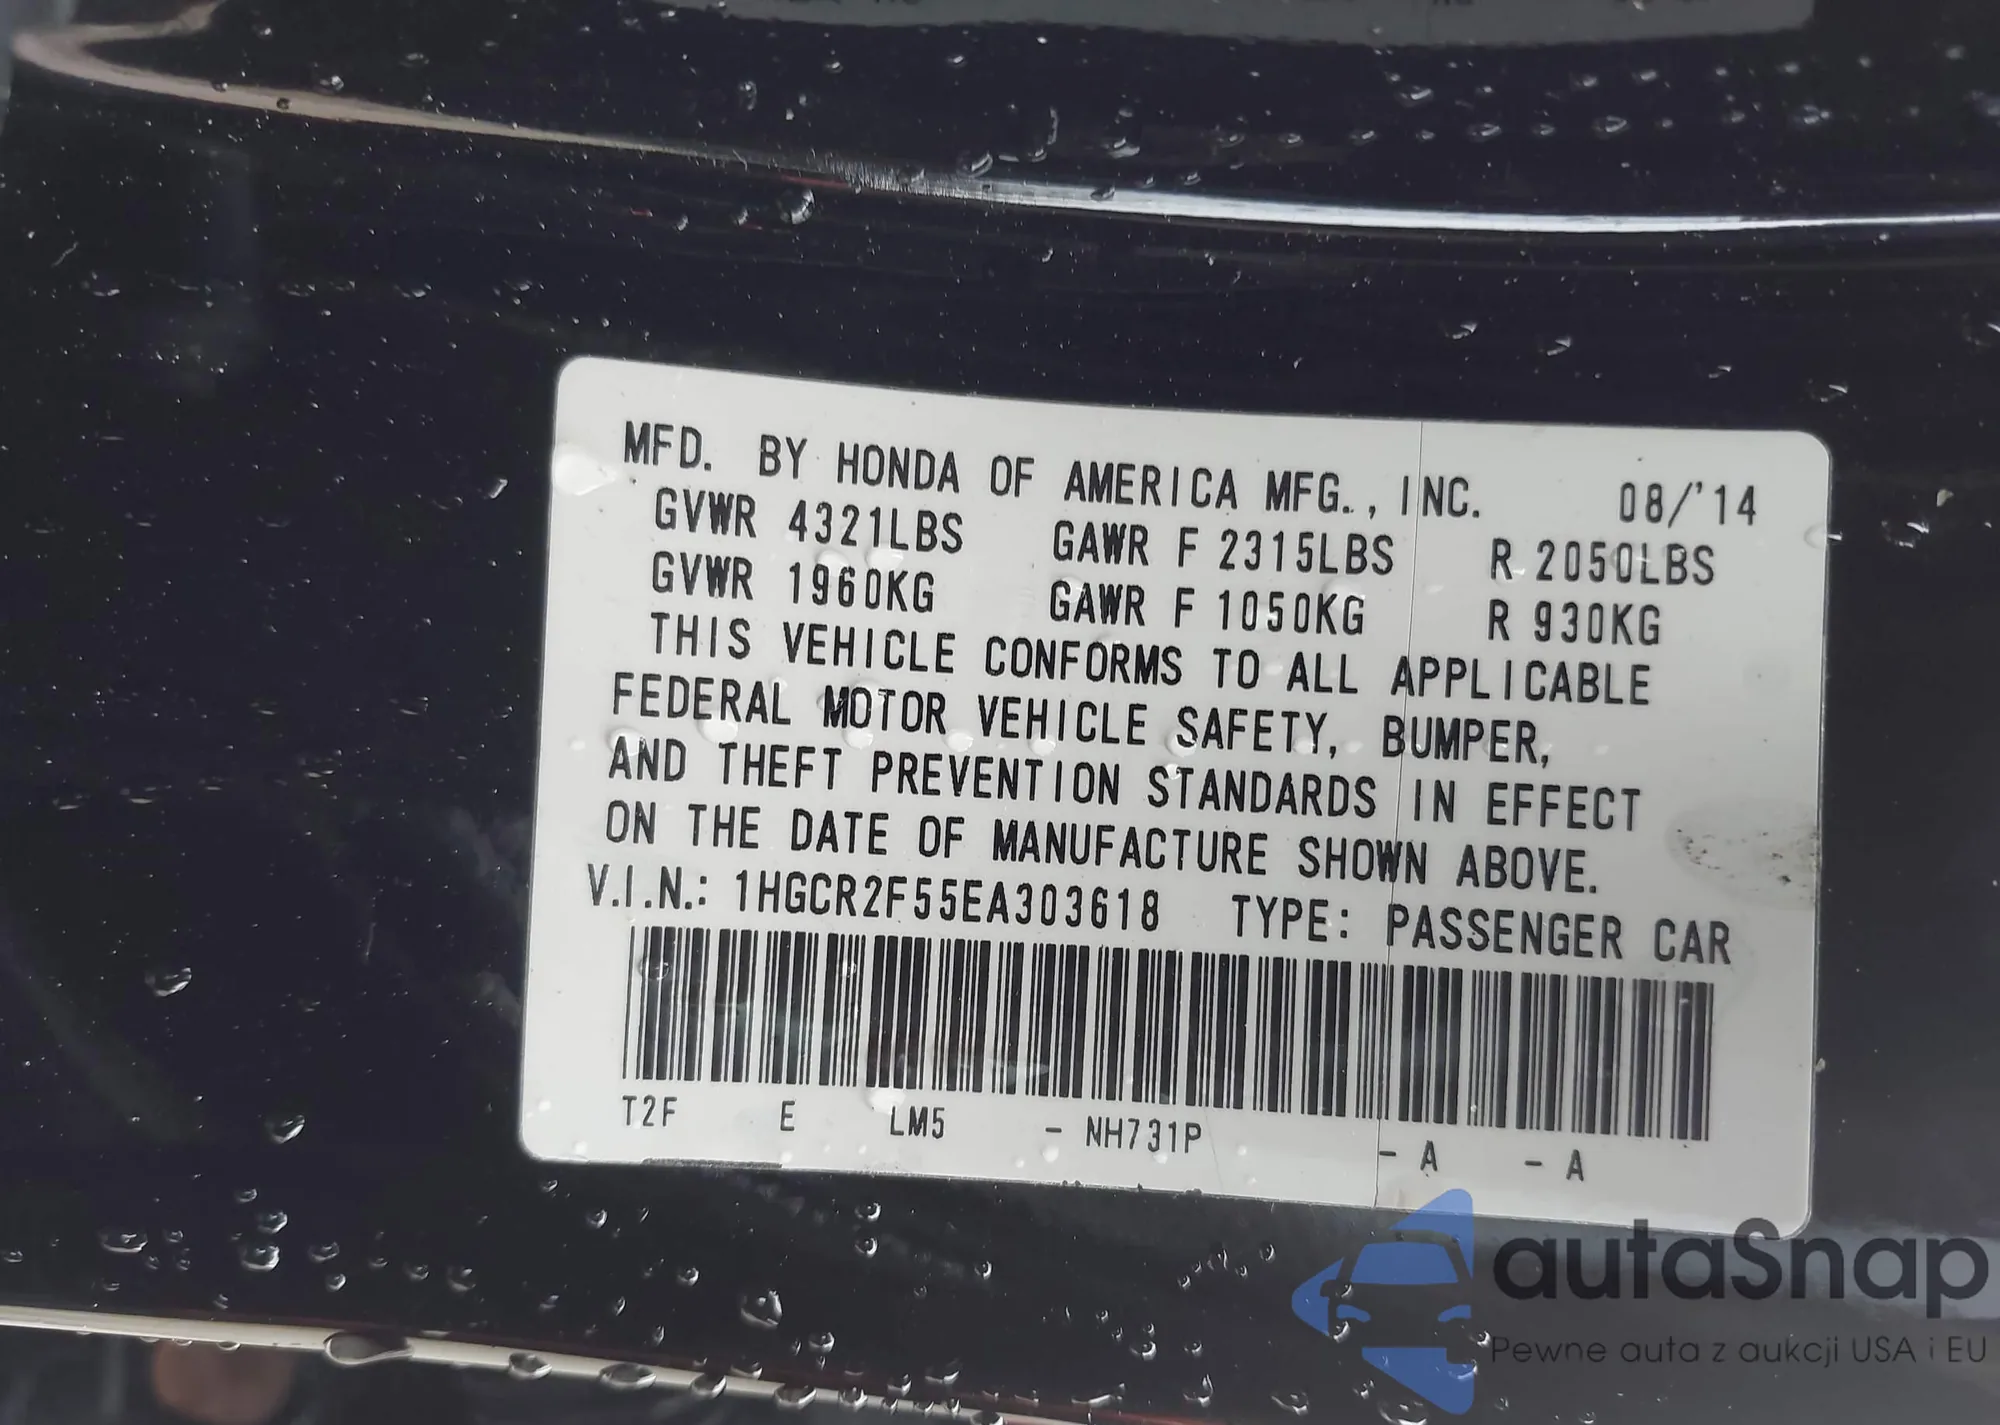 MFD. BY HONDA OF AMERICA MFG., INC. 08/'14
GVWR 4321LBS GAWR F 2315LBS R 2050LBS
GVWR 1960KG GAWR F 1050KG R 930KG
THIS VEHICLE CONFORMS TO ALL APPLICABLE
FEDERAL MOTOR VEHICLE SAFETY, BUMPER,
AND THEFT PREVENTION STANDARDS IN EFFECT
ON THE DATE OF MANUFACTURE SHOWN ABOVE.
V.I.N.: 1HGCR2F55EA303618 TYPE: PASSENGER CAR
T2F E LM5 - NH731P - A - A
autaSnap
Pewne auta z aukcji USA i EU